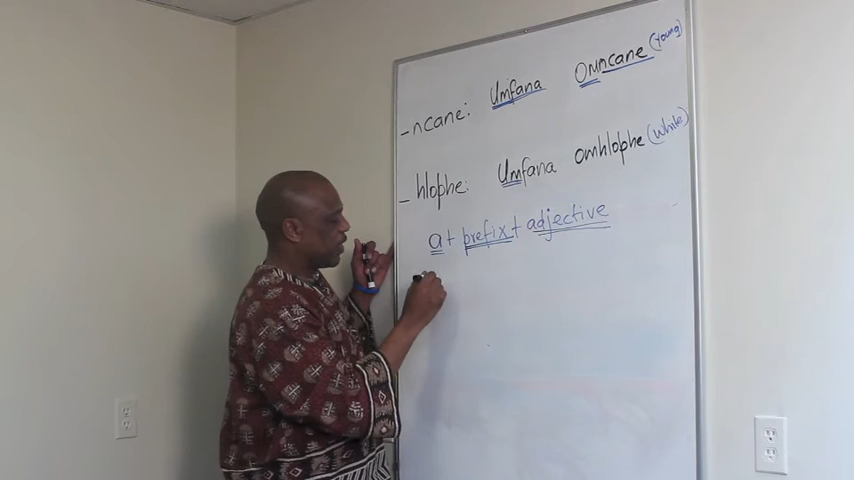 -ncane: Umfana Omncane (young)
- hlophe: Umfana omhlophe (white)
a + prefix + adjective